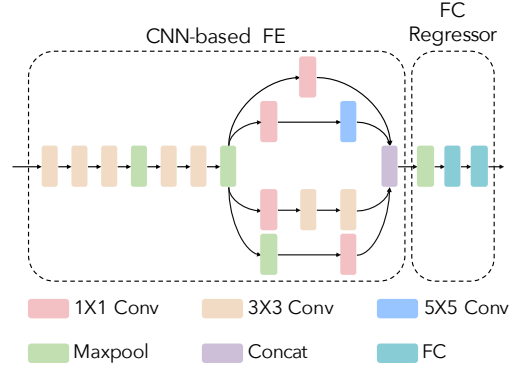 CNN-based FE
FC
Regressor
1X1 Conv
3X3 Conv
5X5 Conv
Maxpool
Concat
FC